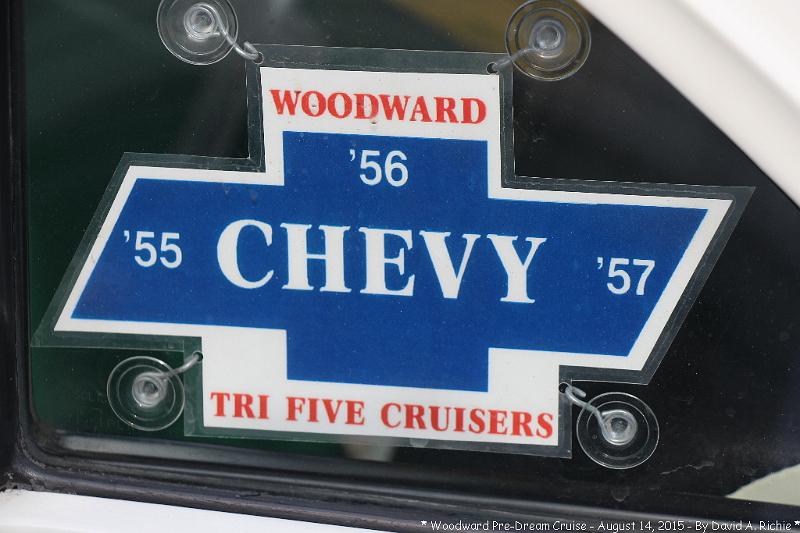 WOODWARD
'56
'55 CHEVY '57
TRI FIVE CRUISERS
* Woodward Pre-Dream Cruise - August 14, 2015 - By David A. Richie *